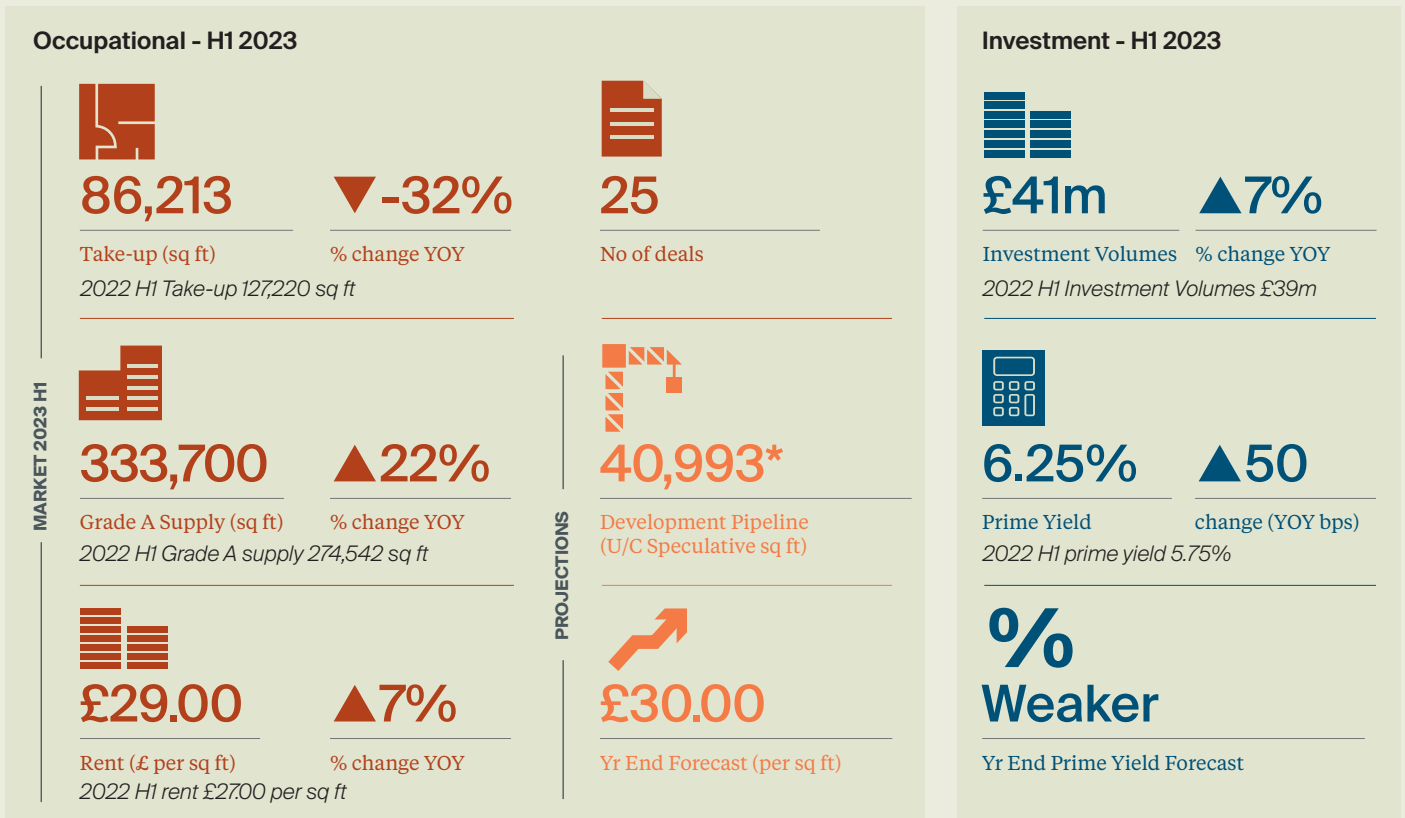 Occupational - H1 2023
MARKET 2023 H1
86,213
▼-32%
Take-up (sq ft)
% change YOY
2022 H1 Take-up 127,220 sq ft
25
No of deals
333,700
▲22%
Grade A Supply (sq ft)
% change YOY
2022 H1 Grade A supply 274,542 sq ft
£29.00
▲7%
Rent (£ per sq ft)
% change YOY
2022 H1 rent £27.00 per sq ft
PROJECTIONS
40,993*
Development Pipeline
(U/C Speculative sq ft)
£30.00
Yr End Forecast (per sq ft)
Investment - H1 2023
£41m
▲7%
Investment Volumes
% change YOY
2022 H1 Investment Volumes £39m
6.25%
▲50
Prime Yield
change (YOY bps)
2022 H1 prime yield 5.75%
%
Weaker
Yr End Prime Yield Forecast